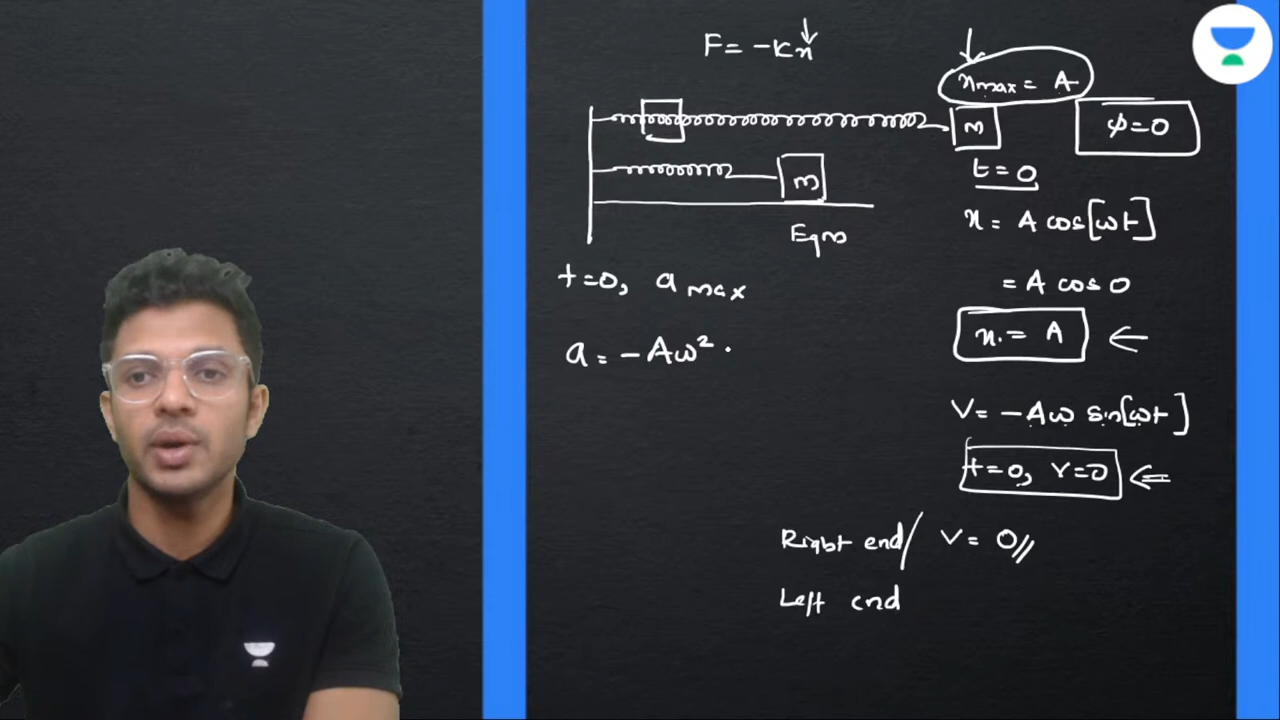 F = -Kx
xmax = A
m
φ=0
m
t = 0
Eqm
x = A cos[ωt]
t=0, a max
= A cos 0
x = A
a = -Aω²
V = -Aω sin[ωt]
t=0, V=0
Right end/ V = 0//
Left end